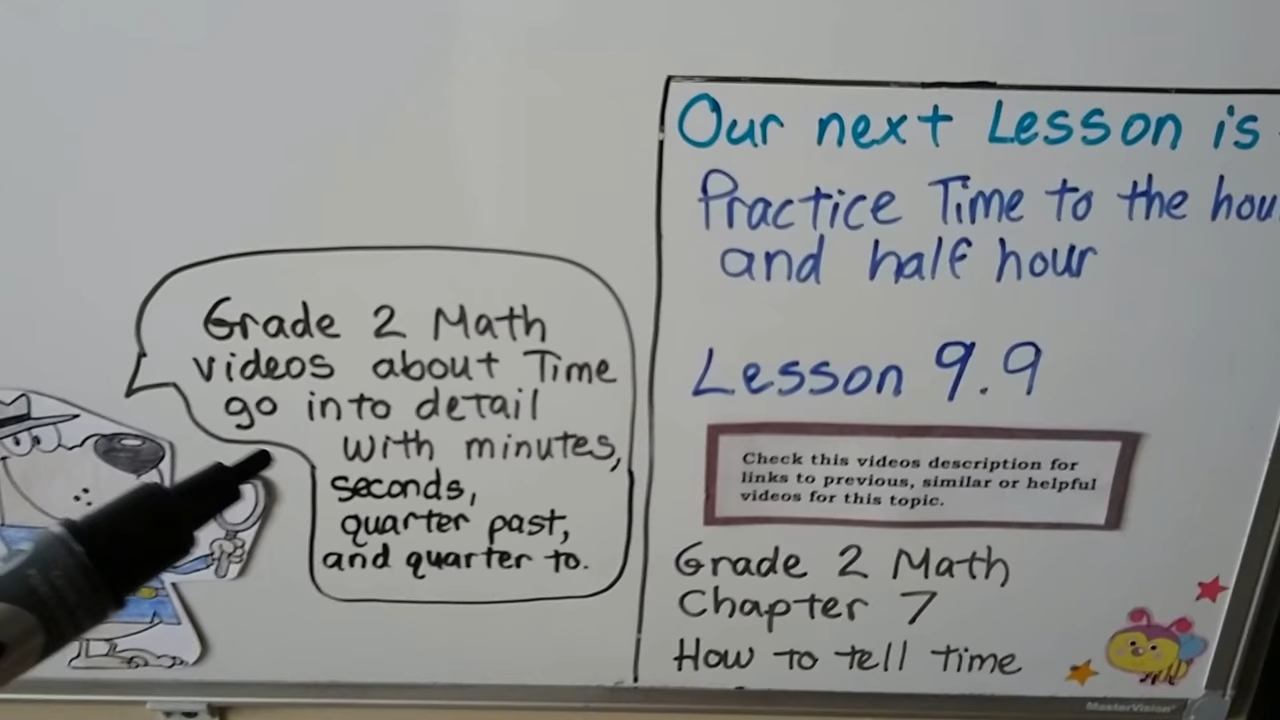 Grade 2 Math
videos about Time
go into detail
with minutes,
seconds,
quarter past,
and quarter to.
Our next Lesson is
Practice Time to the hou
and half hour
Lesson 9.9
Check this videos description for
links to previous, similar or helpful
videos for this topic.
Grade 2 Math
Chapter 7
How to tell time
MasterVision